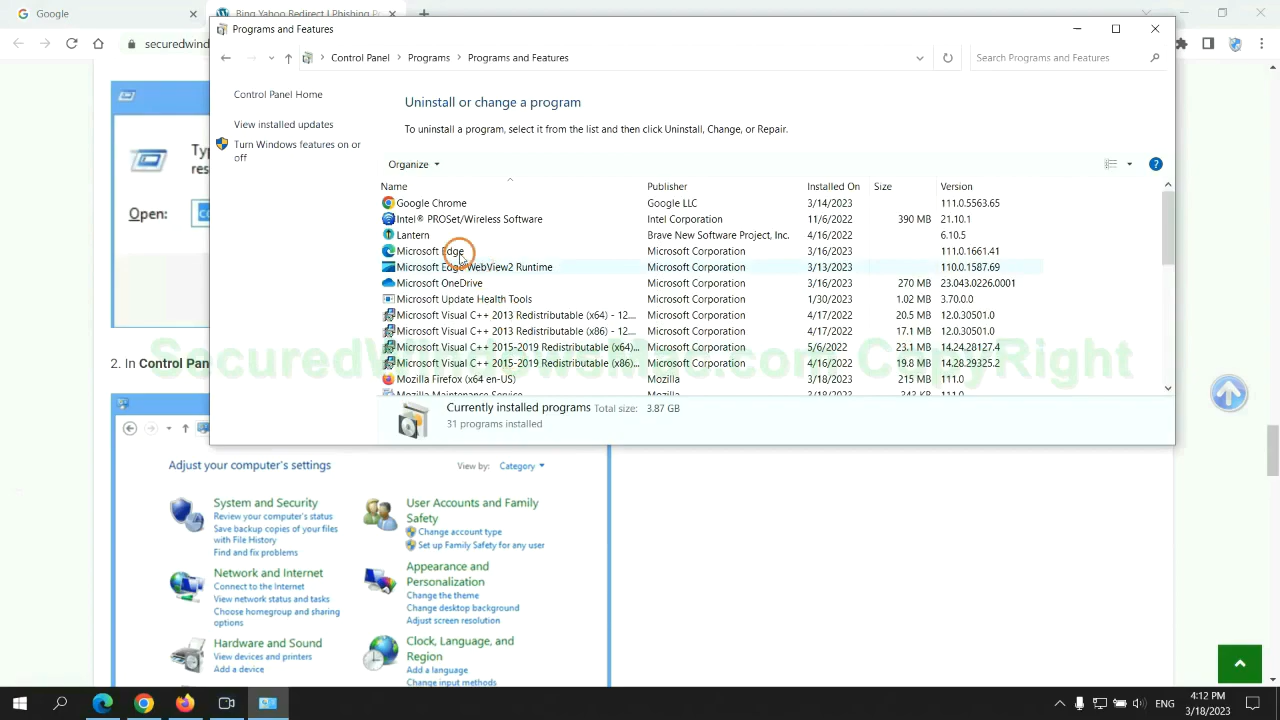 Google
Bing Yahoo Redirect | Phishing Pr
securedwind
Programs and Features
Control Panel > Programs > Programs and Features
Search Programs and Features
Control Panel Home
View installed updates
Turn Windows features on or
off
Uninstall or change a program
To uninstall a program, select it from the list and then click Uninstall, Change, or Repair.
Organize
Name Publisher Installed On Size Version
Google Chrome Google LLC 3/14/2023 111.0.5563.65
Intel® PROSet/Wireless Software Intel Corporation 11/6/2022 390 MB 21.10.1
Lantern Brave New Software Project, Inc. 4/16/2022 6.10.5
Microsoft Edge Microsoft Corporation 3/16/2023 111.0.1661.41
Microsoft Edge WebView2 Runtime Microsoft Corporation 3/13/2023 110.0.1587.69
Microsoft OneDrive Microsoft Corporation 3/16/2023 270 MB 23.043.0226.0001
Microsoft Update Health Tools Microsoft Corporation 1/30/2023 1.02 MB 3.70.0.0
Microsoft Visual C++ 2013 Redistributable (x64) - 12.... Microsoft Corporation 4/17/2022 20.5 MB 12.0.30501.0
Microsoft Visual C++ 2013 Redistributable (x86) - 12.... Microsoft Corporation 4/17/2022 17.1 MB 12.0.30501.0
Microsoft Visual C++ 2015-2019 Redistributable (x64)... Microsoft Corporation 5/6/2022 23.1 MB 14.24.28127.4
Microsoft Visual C++ 2015-2019 Redistributable (x86)... Microsoft Corporation 4/16/2022 19.8 MB 14.28.29325.2
Mozilla Firefox (x64 en-US) Mozilla 3/18/2023 215 MB 111.0
Mozilla Maintenance Service Mozilla 3/18/2023 343 KB 111.0
Currently installed programs Total size: 3.87 GB
31 programs installed
Ty
res
Open:
2. In Control Pan
Adjust your computer's settings
View by: Category
System and Security
Review your computer's status
Save backup copies of your files
with File History
Find and fix problems
Network and Internet
Connect to the Internet
View network status and tasks
Choose homegroup and sharing
options
Hardware and Sound
View devices and printers
Add a device
User Accounts and Family
Safety
Change account type
Set up Family Safety for any user
Appearance and
Personalization
Change the theme
Change desktop background
Adjust screen resolution
Clock, Language, and
Region
Add a language
Change input methods
ENG
4:12 PM
3/18/2023